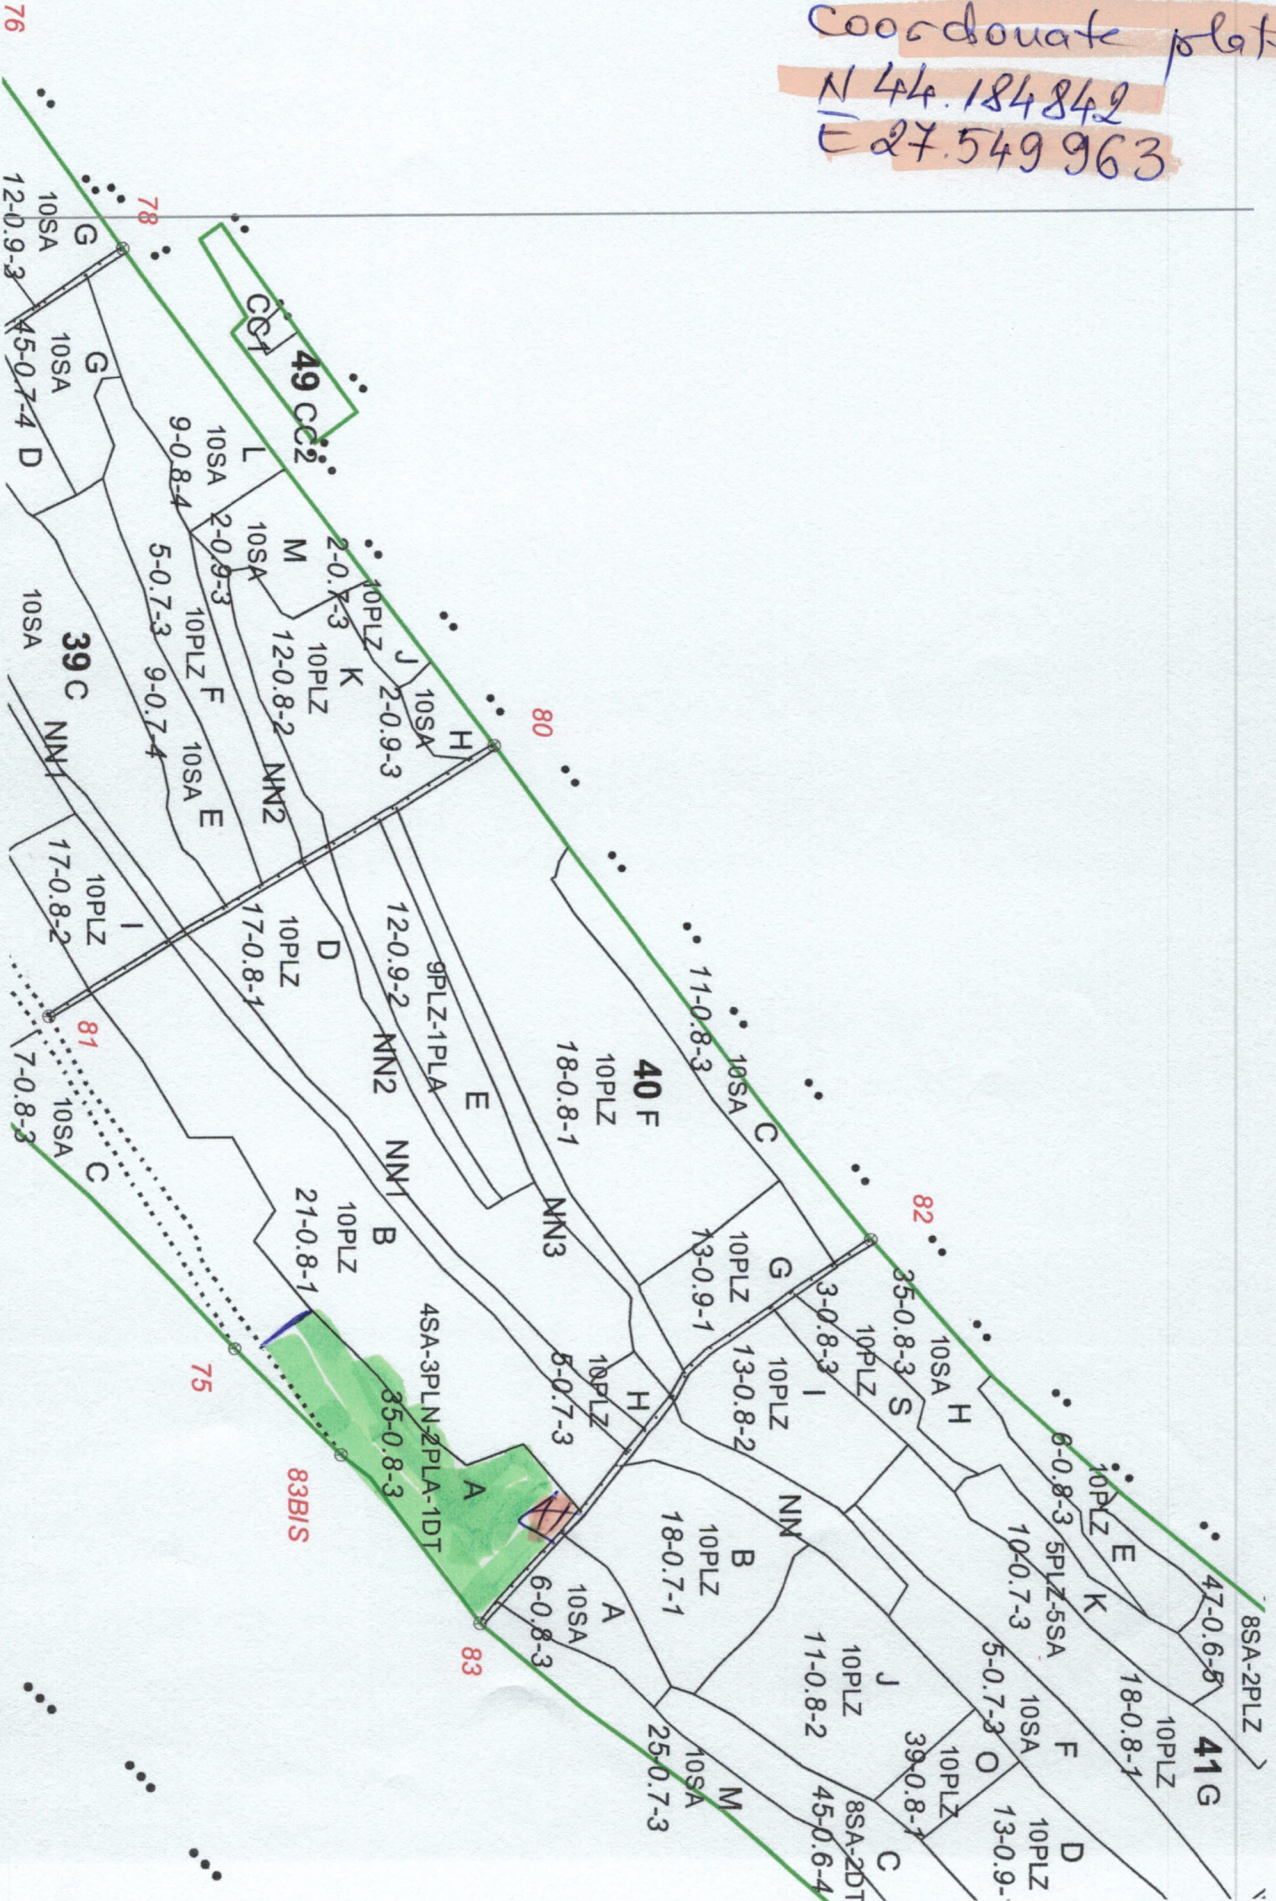 Coordonate plat
N 44.184842
E 27.549963
76
78
G
10SA
12-0.9-3
G
10SA
45-0.7-4
D
CC1
49 CC2
L
10SA
9-0.8-4
M
10SA
2-0.9-3
10PLZ
2-0.7-3
J
K
10PLZ
12-0.8-2
H
10SA
2-0.9-3
F
10PLZ
5-0.7-3
E
10SA
9-0.7-4
39 C
10SA
NN1
NN2
I
10PLZ
17-0.8-2
80
81
D
10PLZ
17-0.8-1
E
9PLZ-1PLA
12-0.9-2
NN2
40 F
10PLZ
18-0.8-1
C
10SA
11-0.8-3
NN1
NN3
C
10SA
7-0.8-3
B
10PLZ
21-0.8-1
G
10PLZ
13-0.9-1
82
H
10PLZ
5-0.7-3
A
4SA-3PLN-2PLA-1DT
35-0.8-3
75
83BIS
83
H
10SA
35-0.8-3
S
10PLZ
3-0.8-3
I
10PLZ
13-0.8-2
NN
B
10PLZ
18-0.7-1
A
10SA
6-0.8-3
E
10PLZ
6-0.8-3
K
5PLZ-5SA
10-0.7-3
8SA-2PLZ
47-0.6-5
41 G
10PLZ
18-0.8-1
F
10SA
5-0.7-3
J
10PLZ
11-0.8-2
O
10PLZ
39-0.8-1
D
10PLZ
13-0.9-
M
10SA
25-0.7-3
C
8SA-2DT
45-0.6-4